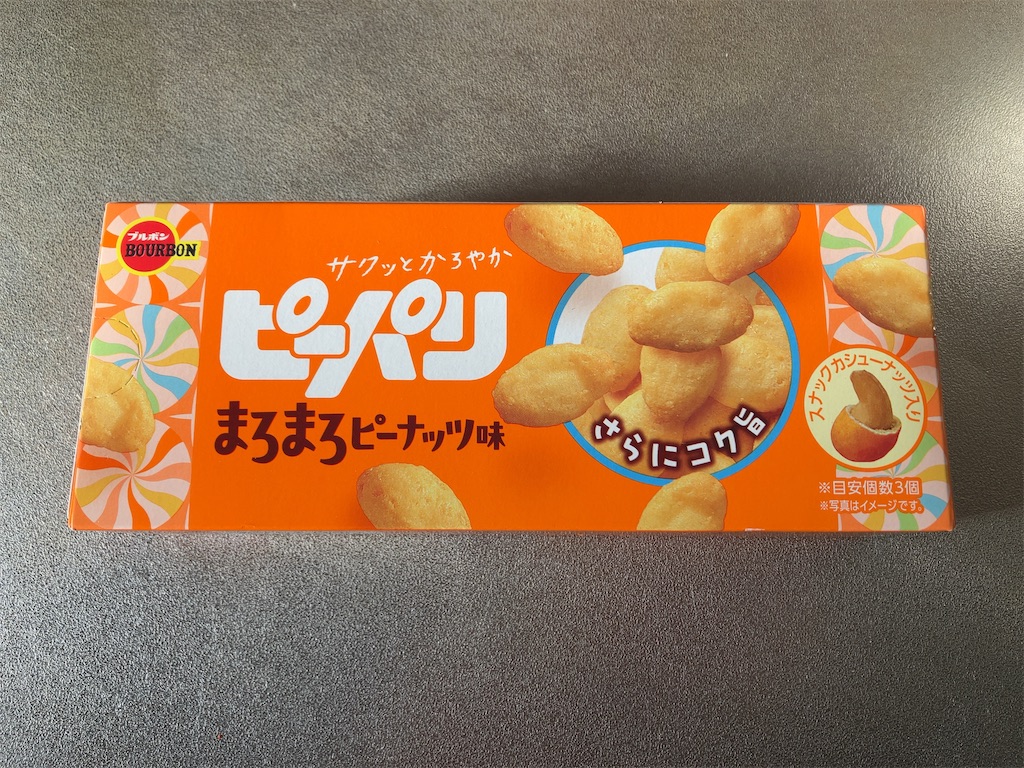 ブルボン
BOURBON
サクッとかろやか
ピーパリ
まろまろピーナッツ味
さらにコク旨
スナックカシューナッツ入り
※目安個数3個
※写真はイメージです。